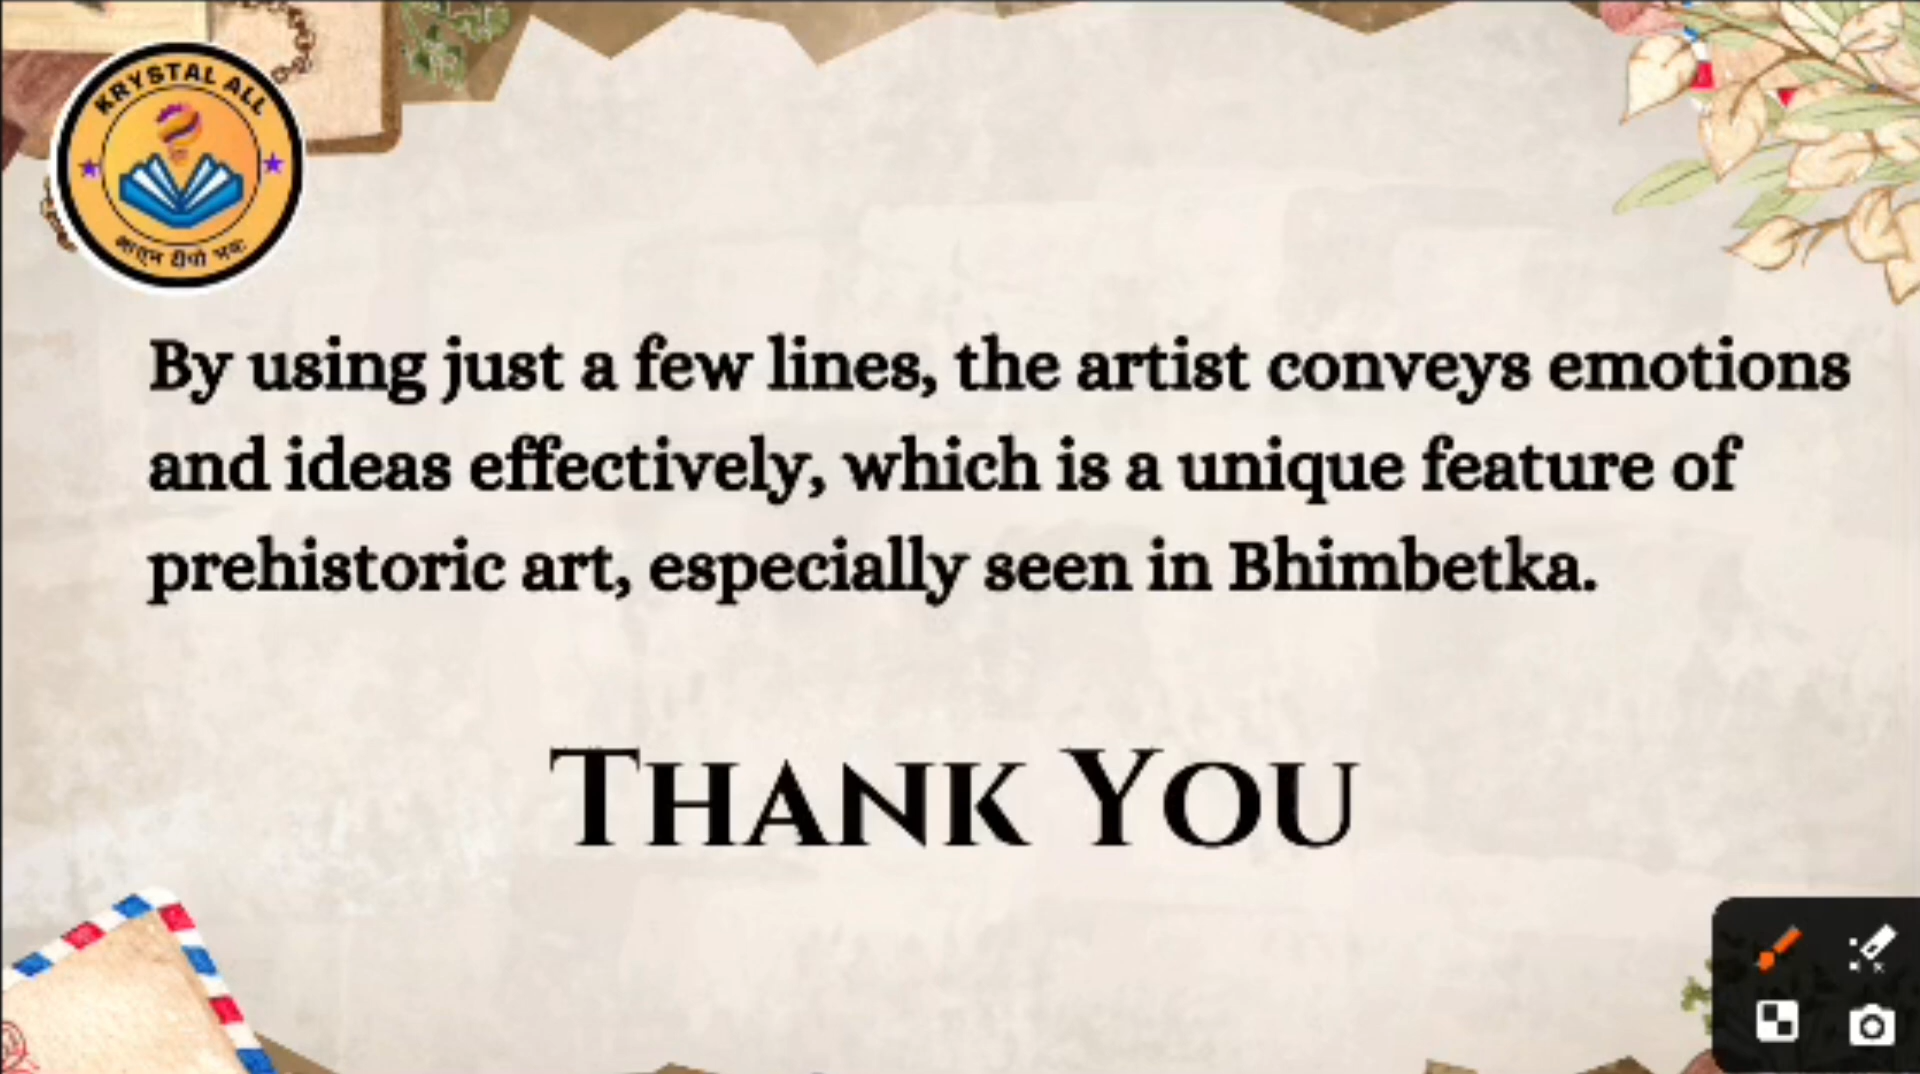 KRYSTAL ALL
By using just a few lines, the artist conveys emotions
and ideas effectively, which is a unique feature of
prehistoric art, especially seen in Bhimbetka.
THANK YOU